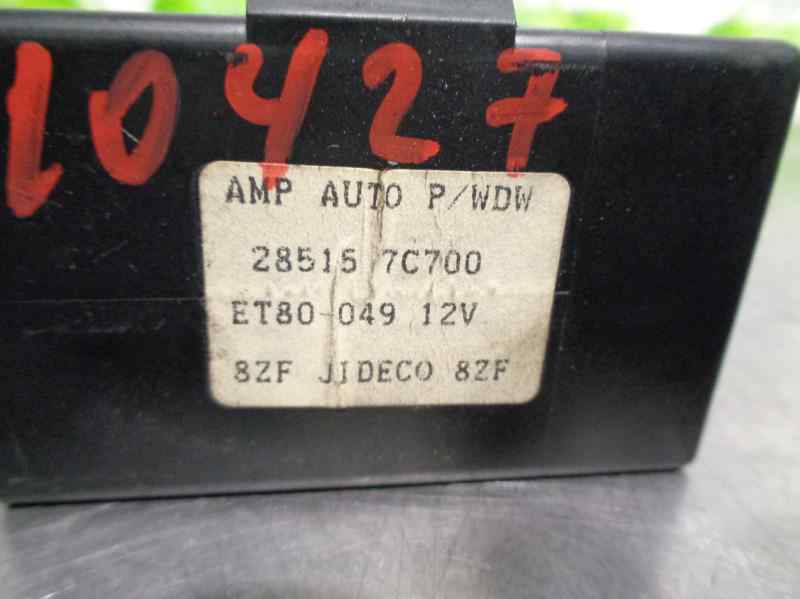 10427
AMP AUTO P/WDW
28515 7C700
ET80-049 12V
8ZF JIDECO 8ZF